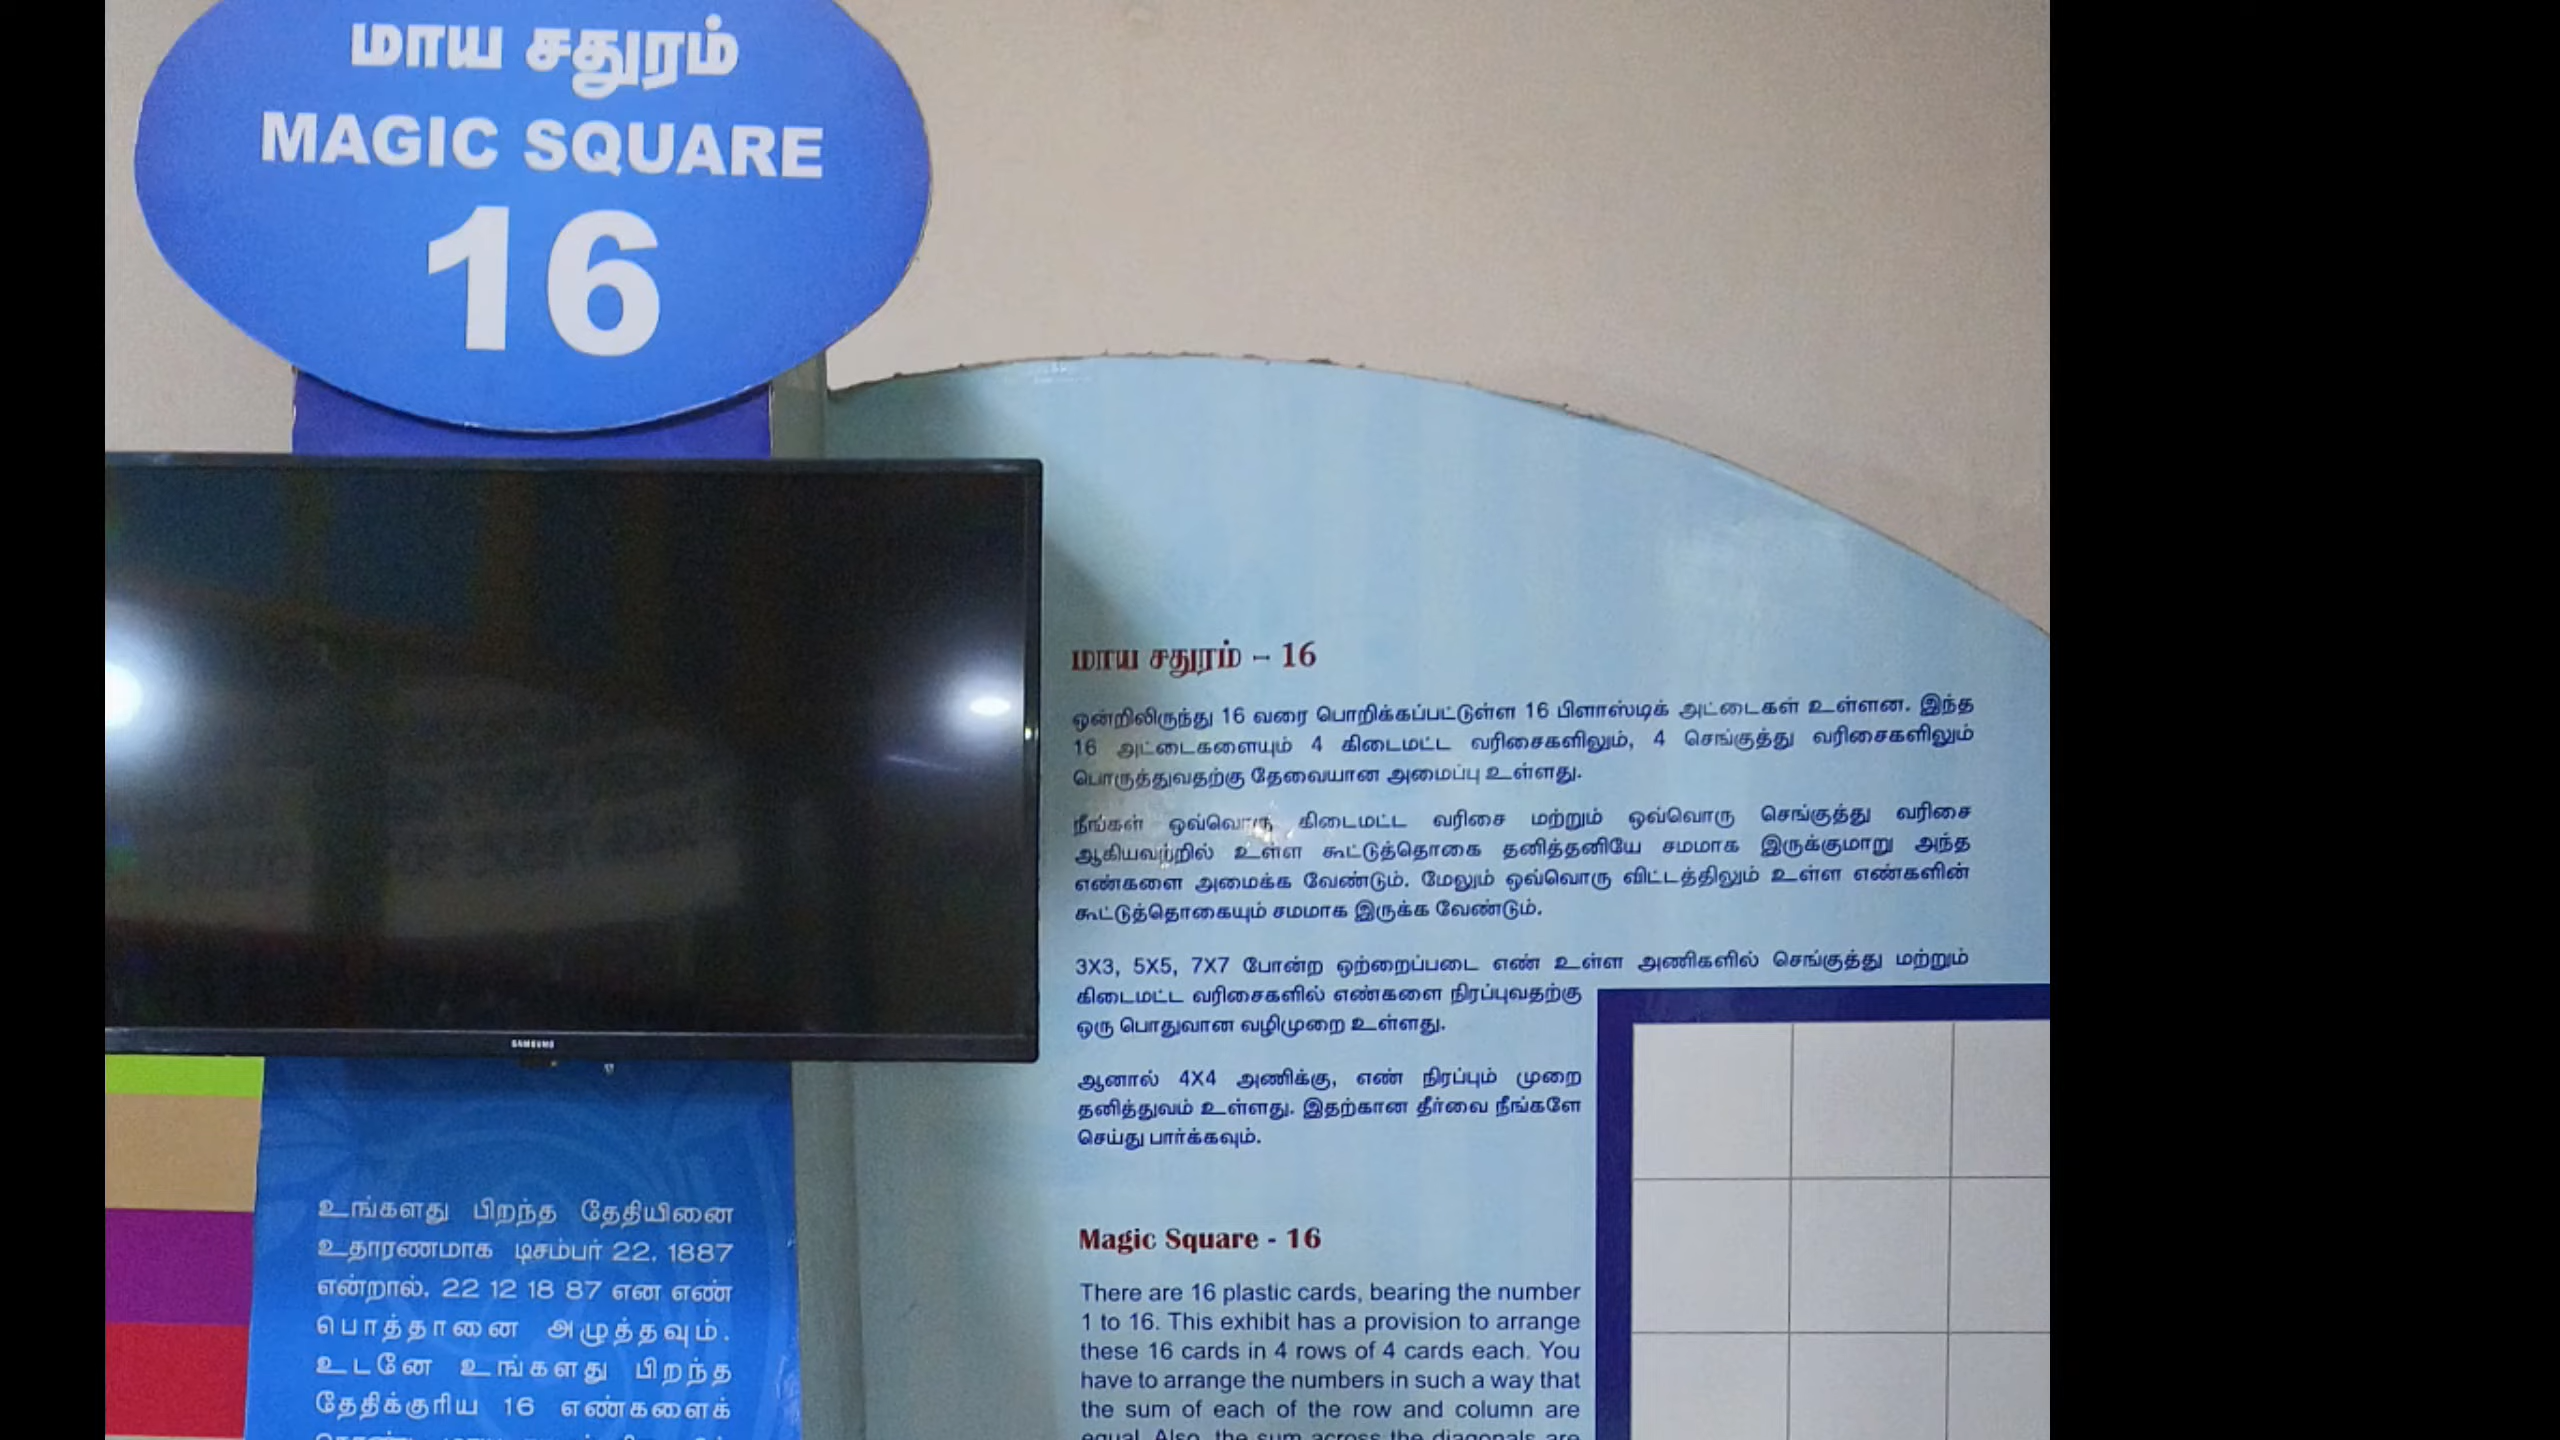 மாய சதுரம்
MAGIC SQUARE
16
SAMSUNG
உங்களது பிறந்த தேதியினை
உதாரணமாக டிசம்பர் 22, 1887
என்றால், 22 12 18 87 என எண்
பொத்தானை அழுத்தவும்.
உடனே உங்களது பிறந்த
தேதிக்குரிய 16 எண்களைக்
மாய சதுரம் – 16
ஒன்றிலிருந்து 16 வரை பொறிக்கப்பட்டுள்ள 16 பிளாஸ்டிக் அட்டைகள் உள்ளன. இந்த
16 அட்டைகளையும் 4 கிடைமட்ட வரிசைகளிலும், 4 செங்குத்து வரிசைகளிலும்
பொருத்துவதற்கு தேவையான அமைப்பு உள்ளது.
நீங்கள் ஒவ்வொரு கிடைமட்ட வரிசை மற்றும் ஒவ்வொரு செங்குத்து வரிசை
ஆகியவற்றில் உள்ள கூட்டுத்தொகை தனித்தனியே சமமாக இருக்குமாறு அந்த
எண்களை அமைக்க வேண்டும். மேலும் ஒவ்வொரு விட்டத்திலும் உள்ள எண்களின்
கூட்டுத்தொகையும் சமமாக இருக்க வேண்டும்.
3X3, 5X5, 7X7 போன்ற ஒற்றைப்படை எண் உள்ள அணிகளில் செங்குத்து மற்றும்
கிடைமட்ட வரிசைகளில் எண்களை நிரப்புவதற்கு
ஒரு பொதுவான வழிமுறை உள்ளது.
ஆனால் 4X4 அணிக்கு, எண் நிரப்பும் முறை
தனித்துவம் உள்ளது. இதற்கான தீர்வை நீங்களே
செய்து பார்க்கவும்.
Magic Square - 16
There are 16 plastic cards, bearing the number
1 to 16. This exhibit has a provision to arrange
these 16 cards in 4 rows of 4 cards each. You
have to arrange the numbers in such a way that
the sum of each of the row and column are
equal. Also, the sum across the diagonals are